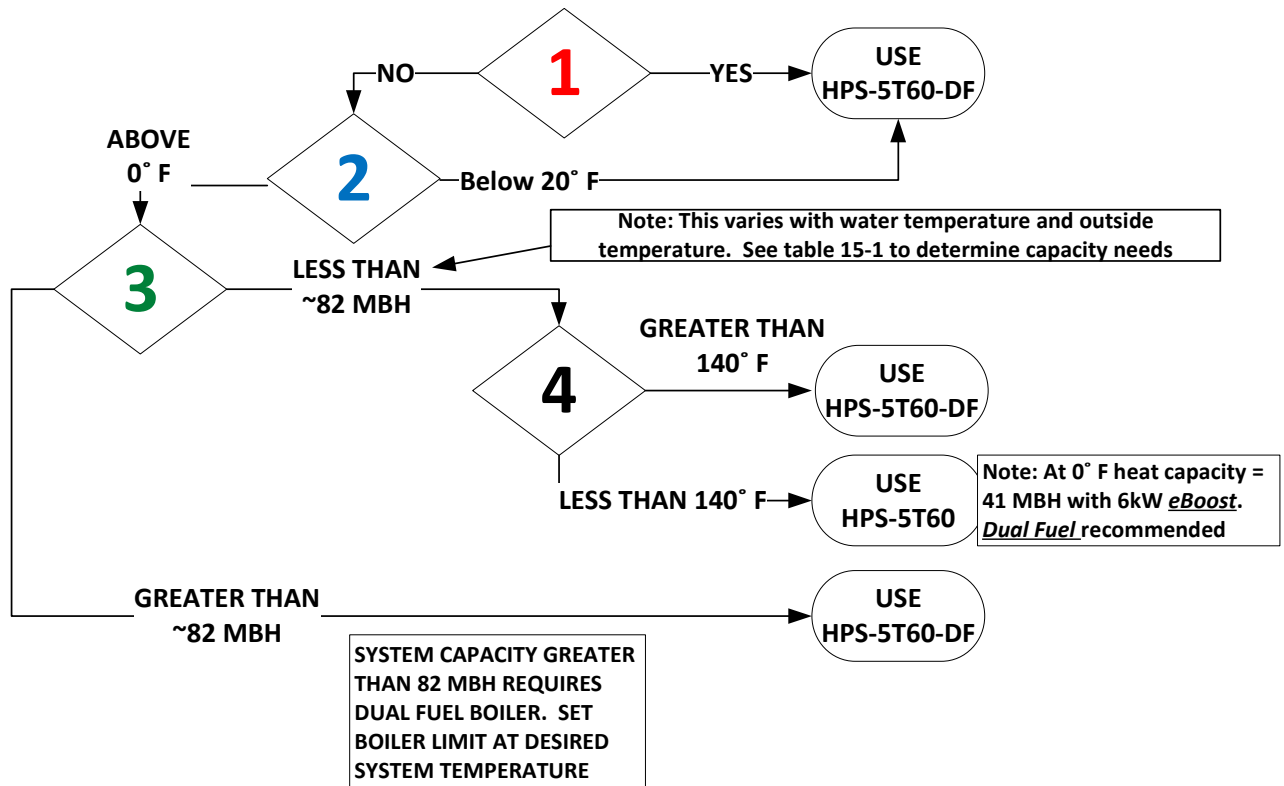 1
NO
YES
USE
HPS-5T60-DF
ABOVE
0˚ F
2
Below 20˚ F
Note: This varies with water temperature and outside
temperature.  See table 15-1 to determine capacity needs
3
LESS THAN
~82 MBH
4
GREATER THAN
140˚ F
USE
HPS-5T60-DF
LESS THAN 140˚ F
USE
HPS-5T60
Note: At 0˚ F heat capacity =
41 MBH with 6kW eBoost.
Dual Fuel recommended
GREATER THAN
~82 MBH
USE
HPS-5T60-DF
SYSTEM CAPACITY GREATER
THAN 82 MBH REQUIRES
DUAL FUEL BOILER.  SET
BOILER LIMIT AT DESIRED
SYSTEM TEMPERATURE